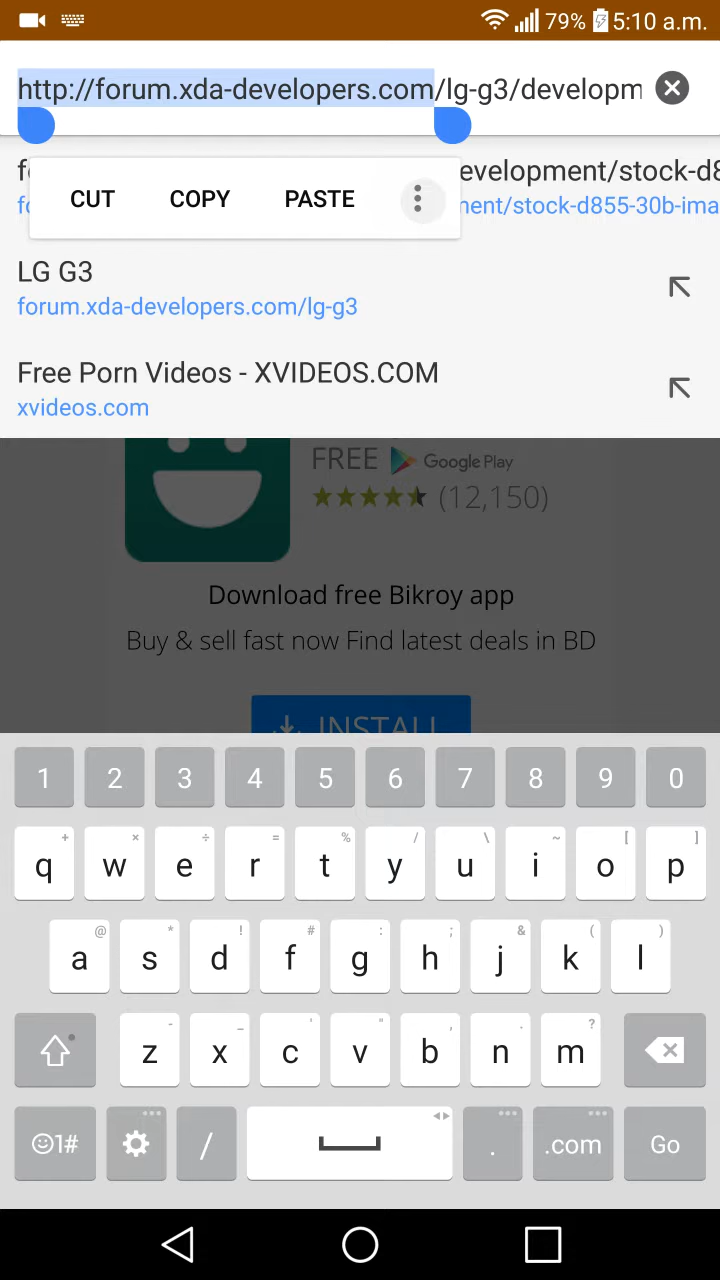 79% 5:10 a.m.
http://forum.xda-developers.com/lg-g3/developm
evelopment/stock-d8
nent/stock-d855-30b-ima
CUT COPY PASTE
LG G3
forum.xda-developers.com/lg-g3
Free Porn Videos - XVIDEOS.COM
xvideos.com
FREE Google Play
(12,150)
Download free Bikroy app
Buy & sell fast now Find latest deals in BD
INSTALL
1 2 3 4 5 6 7 8 9 0
+ × ÷ = % / \ ~ [ ]
q w e r t y u i o p
@ * ! # : ; & ( )
a s d f g h j k l
- _ ' " , . ?
z x c v b n m
1# / . .com Go